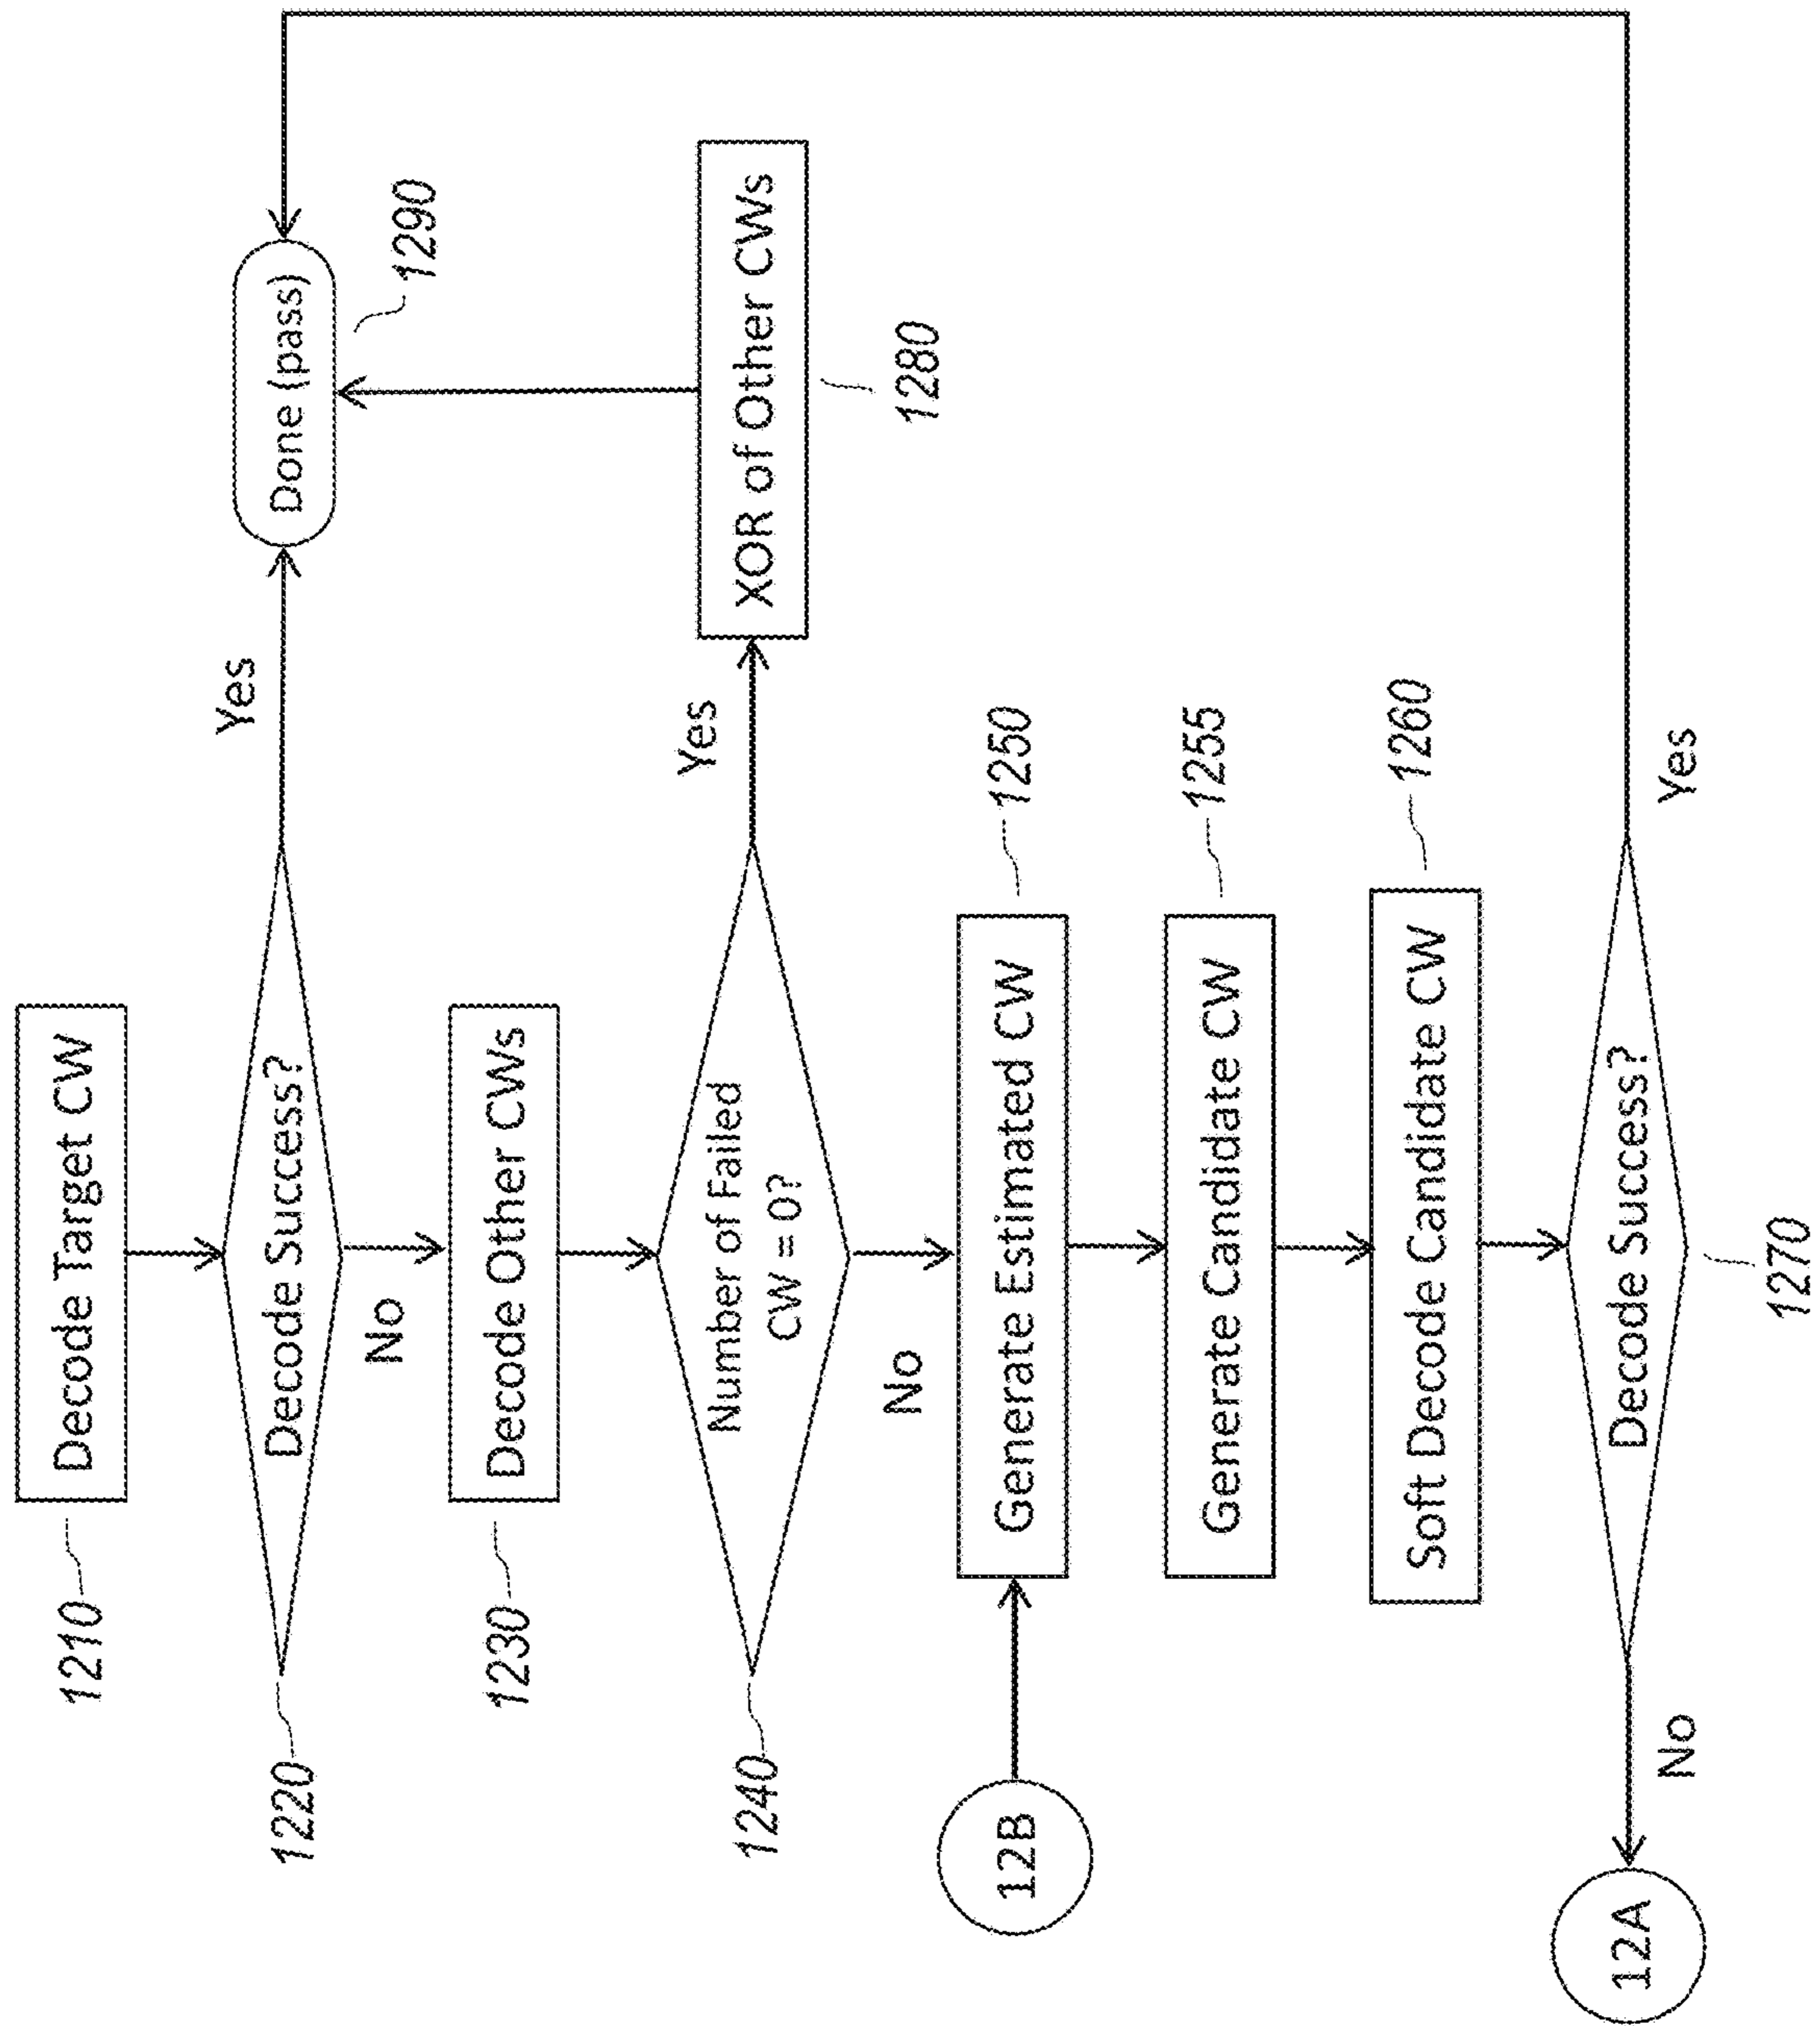 Decode Target CW
1210
Decode Success?
1220
Yes
No
Done (pass)
1290
Decode Other CWs
1230
Number of Failed
CW = 0?
1240
Yes
No
XOR of Other CWs
1280
12B
Generate Estimated CW
1250
Generate Candidate CW
1255
Soft Decode Candidate CW
1260
Decode Success?
1270
Yes
No
12A